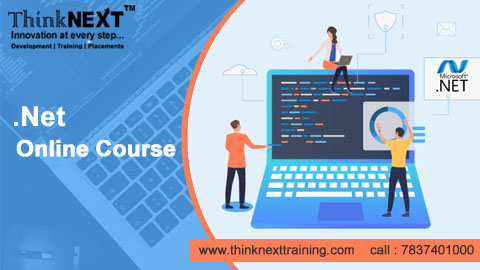 ThinkNEXT™
Innovation at every step...
Development | Training | Placements
.Net
Online Course
Microsoft®
.NET
www.thinknexttraining.com call : 7837401000